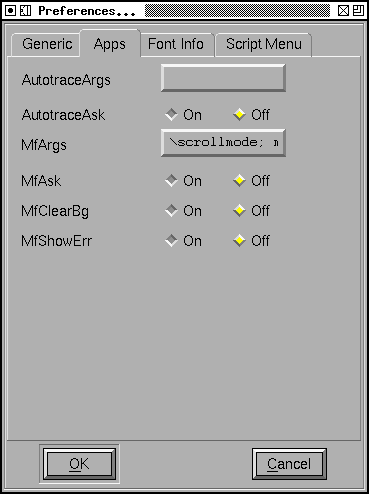 Preferences...
Generic Apps Font Info Script Menu
AutotraceArgs
AutotraceAsk On Off
MfArgs \scrollmode; m
MfAsk On Off
MfClearBg On Off
MfShowErr On Off
OK Cancel